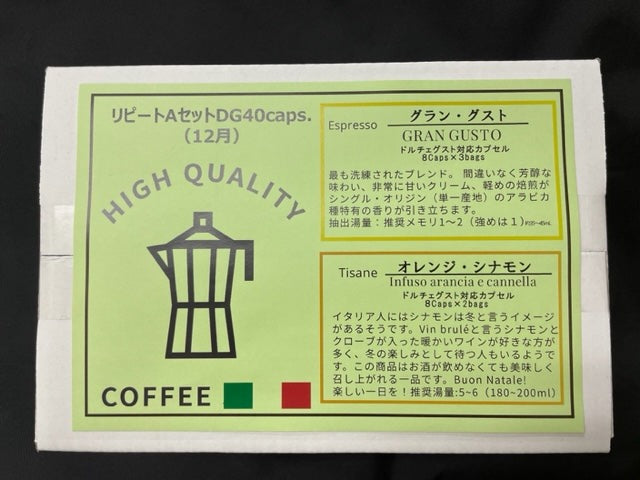 リピートAセットDG40caps.
(12月)
HIGH QUALITY
COFFEE
Espresso
グラン・グスト
GRAN GUSTO
ドルチェグスト対応カプセル
8Caps×3bags
最も洗練されたブレンド。 間違いなく芳醇な
味わい、非常に甘いクリーム、軽めの焙煎が
シングル・オリジン（単一産地）のアラビカ
種特有の香りが引き立ちます。
抽出湯量：推奨メモリ1～2（強めは１）約35~45mL
Tisane
オレンジ・シナモン
Infuso arancia e cannella
ドルチェグスト対応カプセル
8Caps×2bags
イタリア人にはシナモンは冬と言うイメージ
があるそうです。Vin bruléと言うシナモンと
クローブが入った暖かいワインが好きな方が
多く、冬の楽しみとして待つ人もいるようで
す。この商品はお酒が飲めなくても美味しく
召し上がれる一品です。Buon Natale!
楽しい一日を！推奨湯量:5~6（180~200ml）